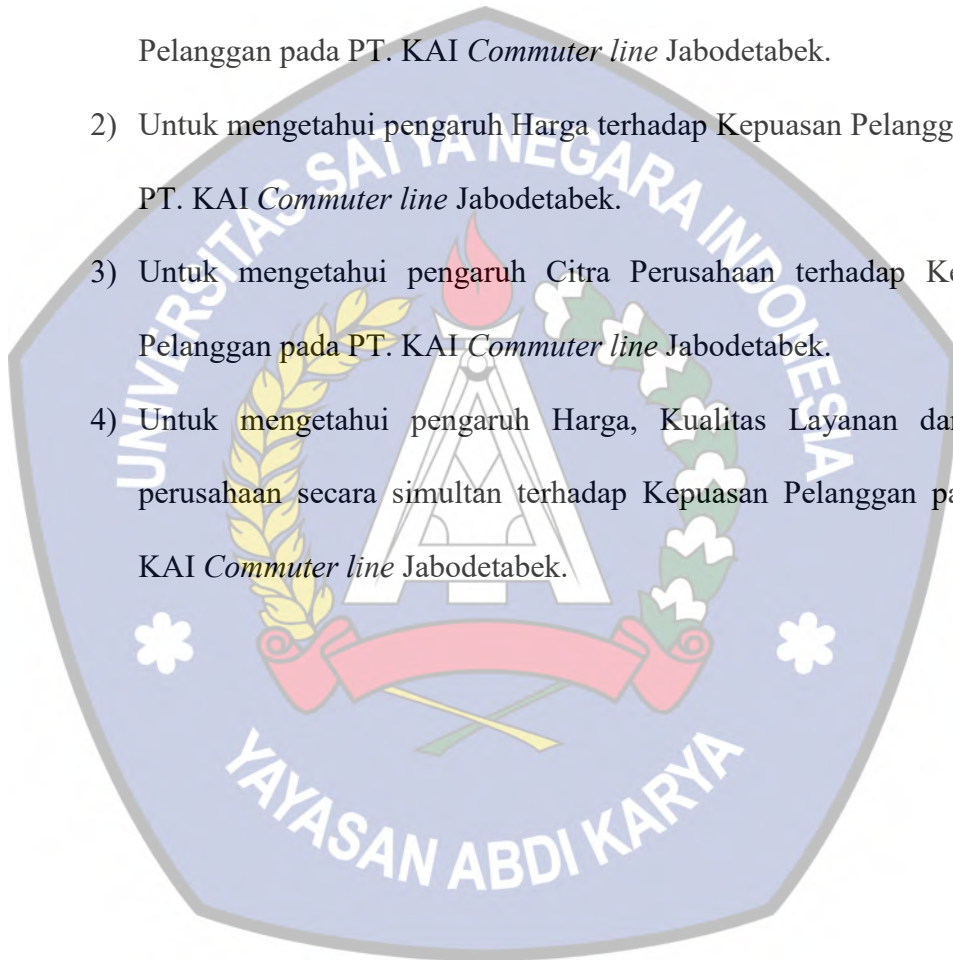 Pelanggan pada PT. KAI Commuter line Jabodetabek.
2) Untuk mengetahui pengaruh Harga terhadap Kepuasan Pelangg
PT. KAI Commuter line Jabodetabek.
3) Untuk mengetahui pengaruh Citra Perusahaan terhadap Ke
Pelanggan pada PT. KAI Commuter line Jabodetabek.
4) Untuk mengetahui pengaruh Harga, Kualitas Layanan dan
perusahaan secara simultan terhadap Kepuasan Pelanggan pa
KAI Commuter line Jabodetabek.
UNIVERSITAS SATYA NEGARA INDONESIA
YAYASAN ABDI KARYA